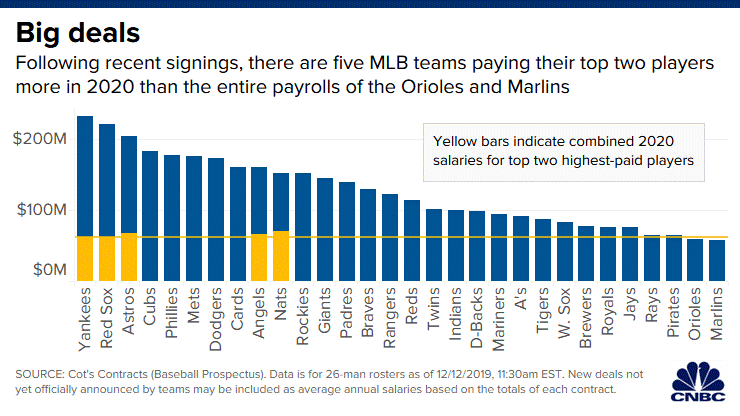 Big deals
Following recent signings, there are five MLB teams paying their top two players
more in 2020 than the entire payrolls of the Orioles and Marlins
Yellow bars indicate combined 2020
salaries for top two highest-paid players
$200M
$100M
$0M
Yankees
Red Sox
Astros
Cubs
Phillies
Mets
Dodgers
Cards
Angels
Nats
Rockies
Giants
Padres
Braves
Rangers
Reds
Twins
Indians
D-Backs
Mariners
A's
Tigers
W. Sox
Brewers
Royals
Jays
Rays
Pirates
Orioles
Marlins
SOURCE: Cot's Contracts (Baseball Prospectus). Data is for 26-man rosters as of 12/12/2019, 11:30am EST. New deals not
yet officially announced by teams may be included as average annual salaries based on the totals of each contract.
CNBC